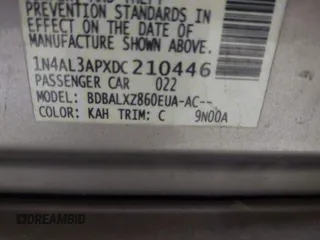 PREVENTION STANDARDS IN
EFFECT ON THE DATE OF
MANUFACTURE SHOWN ABOVE.
1N4AL3APXDC210446
PASSENGER CAR 022
MODEL: BDBALXZ860EUA-AC--
COLOR: KAH TRIM: C 9N00A
DREAMBID